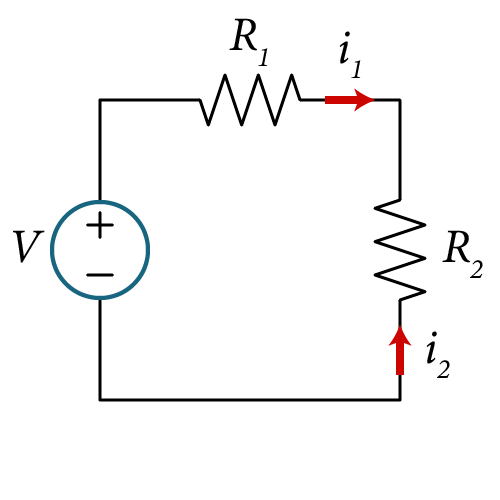 R₁
i₁
V
+
−
R₂
i₂